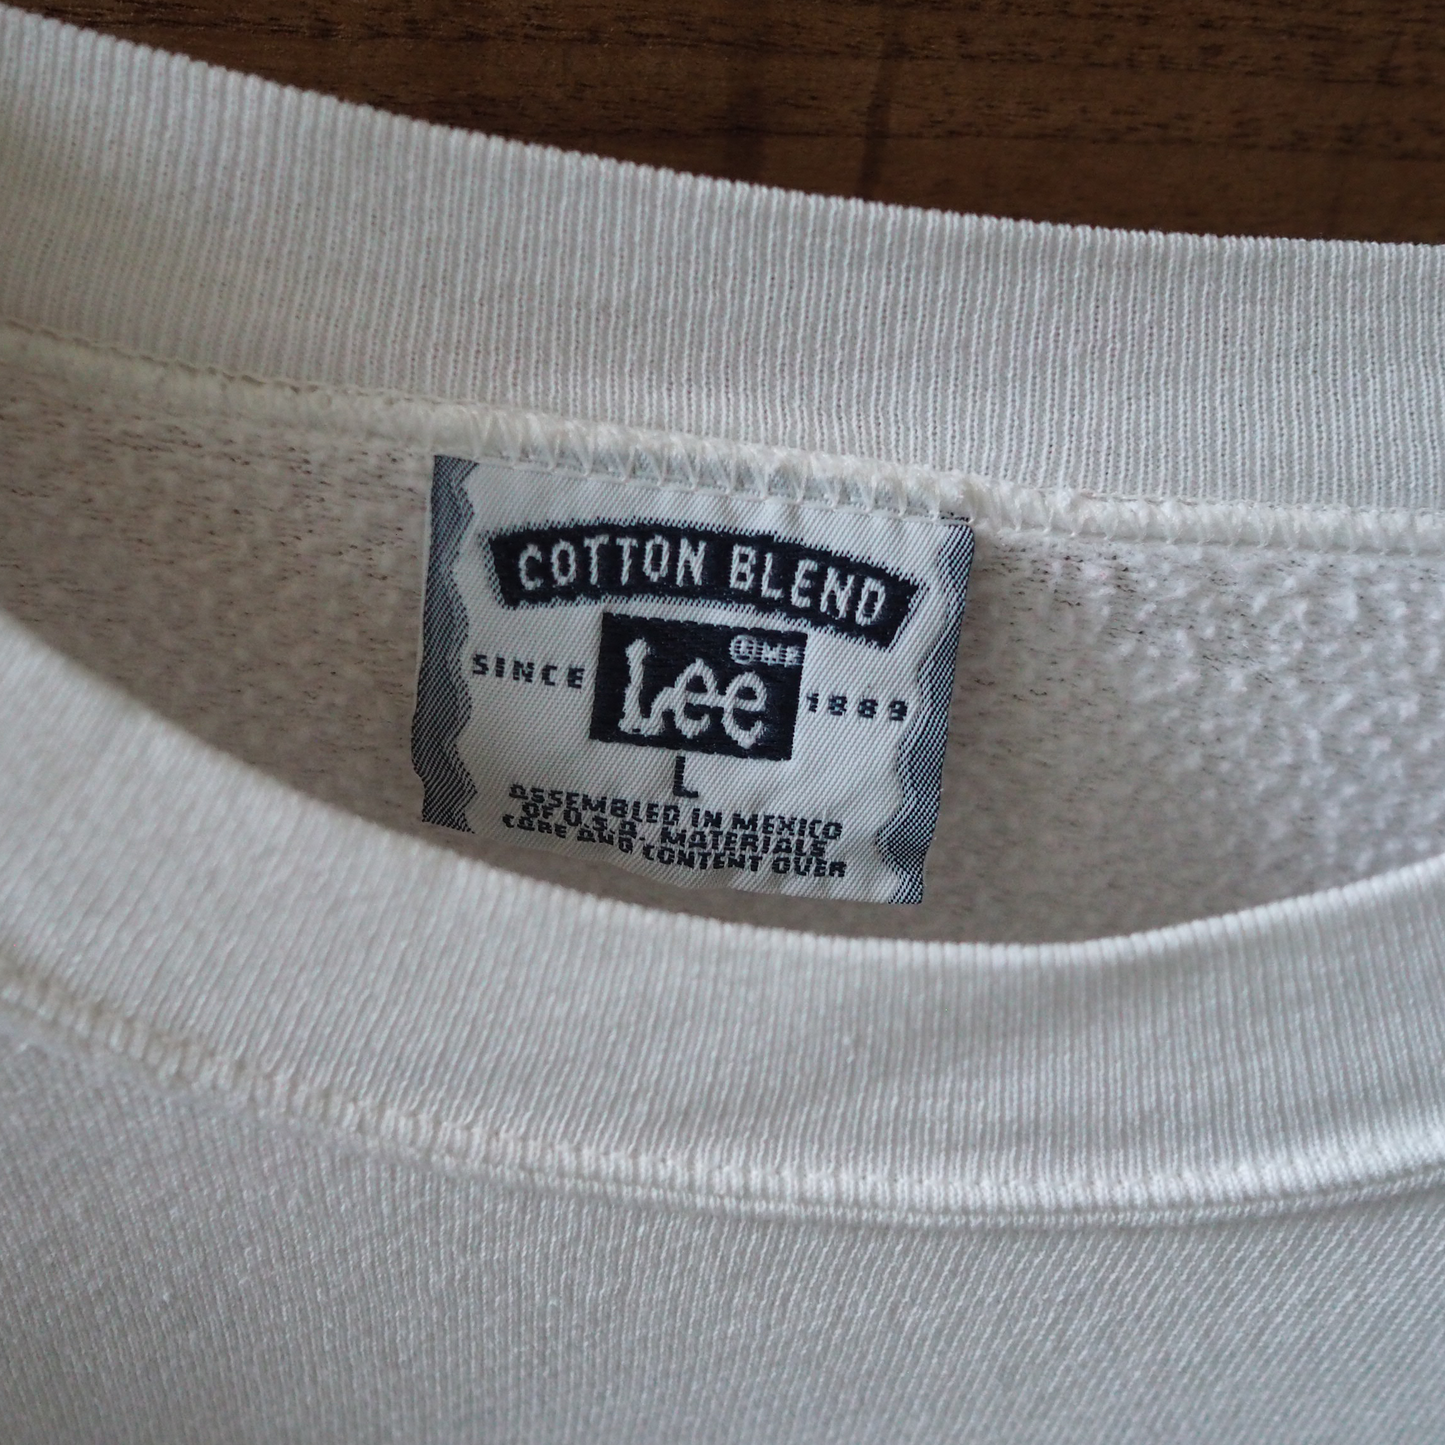 COTTON BLEND
SINCE Lee 1889
L
ASSEMBLED IN MEXICO
OF U.S.A. MATERIALS
CARE AND CONTENT OVER